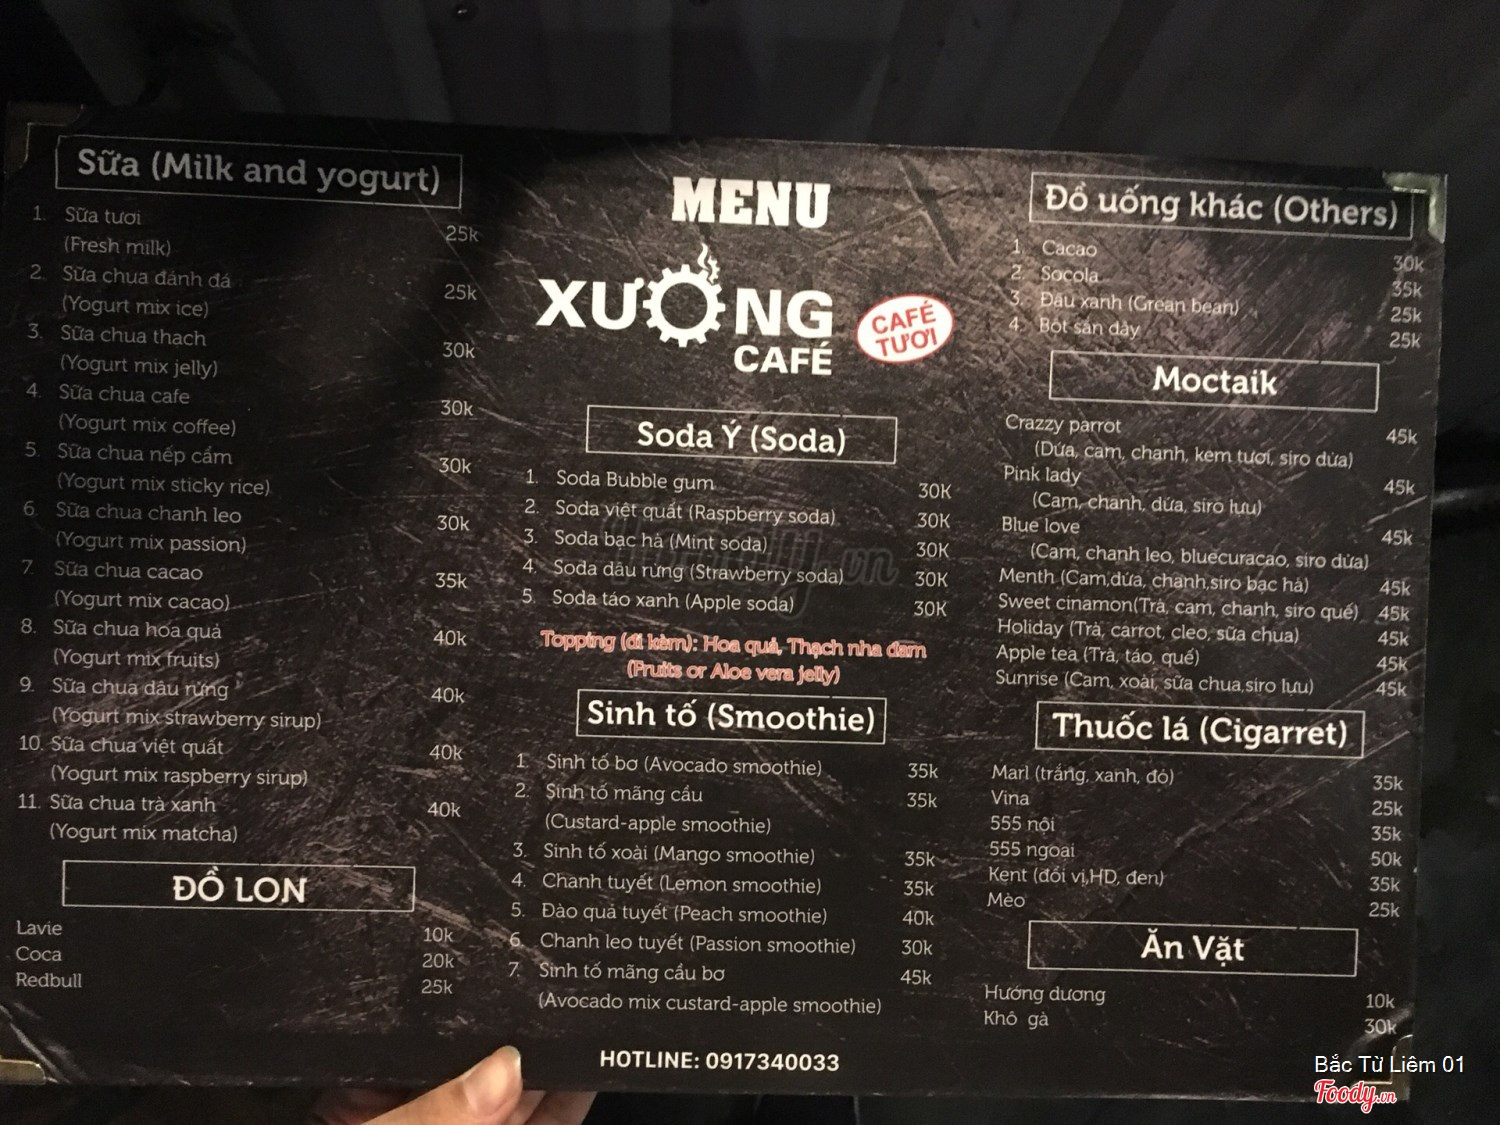 Sữa (Milk and yogurt)
1. Sữa tươi 25k
(Fresh milk)
2. Sữa chua đánh đá 25k
(Yogurt mix ice)
3. Sữa chua thạch 30k
(Yogurt mix jelly)
4. Sữa chua cafe 30k
(Yogurt mix coffee)
5. Sữa chua nếp cẩm 30k
(Yogurt mix sticky rice)
6. Sữa chua chanh leo 30k
(Yogurt mix passion)
7. Sữa chua cacao 35k
(Yogurt mix cacao)
8. Sữa chua hoa quả 40k
(Yogurt mix fruits)
9. Sữa chua dâu rừng 40k
(Yogurt mix strawberry sirup)
10. Sữa chua việt quất 40k
(Yogurt mix raspberry sirup)
11. Sữa chua trà xanh 40k
(Yogurt mix matcha)
ĐỒ LON
Lavie 10k
Coca 20k
Redbull 25k
MENU
XƯỞNG
CAFÉ
CAFÉ
TƯƠI
Soda Ý (Soda)
1. Soda Bubble gum 30K
2. Soda việt quất (Raspberry soda) 30K
3. Soda bạc hà (Mint soda) 30K
4. Soda dâu rừng (Strawberry soda) 30K
5. Soda táo xanh (Apple soda) 30K
Topping (đi kèm): Hoa quả, Thạch nha đam
(Fruits or Aloe vera jelly)
Sinh tố (Smoothie)
1. Sinh tố bơ (Avocado smoothie) 35k
2. Sinh tố mãng cầu 35k
(Custard-apple smoothie)
3. Sinh tố xoài (Mango smoothie) 35k
4. Chanh tuyết (Lemon smoothie) 35k
5. Đào quả tuyết (Peach smoothie) 40k
6. Chanh leo tuyết (Passion smoothie) 30k
7. Sinh tố mãng cầu bơ 45k
(Avocado mix custard-apple smoothie)
HOTLINE: 0917340033
Đồ uống khác (Others)
1. Cacao 30k
2. Socola 35k
3. Đậu xanh (Grean bean) 25k
4. Bột sắn dây 25k
Moctaik
Crazzy parrot 45k
(Dứa, cam, chanh, kem tươi, siro dứa)
Pink lady 45k
(Cam, chanh, dứa, siro lựu)
Blue love 45k
(Cam, chanh leo, bluecuracao, siro dứa)
Menth (Cam,dứa, chanh,siro bạc hà) 45k
Sweet cinamon(Trà, cam, chanh, siro quế) 45k
Holiday (Trà, carrot, cleo, sữa chua) 45k
Apple tea (Trà, táo, quế) 45k
Sunrise (Cam, xoài, sữa chua,siro lựu) 45k
Thuốc lá (Cigarret)
Marl (trắng, xanh, đỏ) 35k
Vina 25k
555 nội 35k
555 ngoại 50k
Kent (đổi vị,HD, đen) 35k
Mèo 25k
Ăn Vặt
Hướng dương 10k
Khô gà 30k
Bắc Từ Liêm 01
Foody.vn